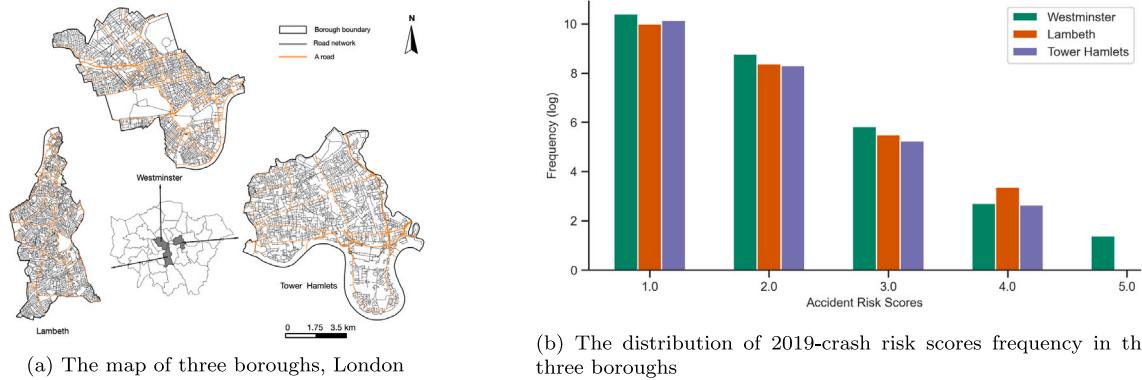 Borough boundary
Road network
A road
N
Westminster
Tower Hamlets
Lambeth
0 1.75 3.5 km
(a) The map of three boroughs, London
Westminster
Lambeth
Tower Hamlets
Frequency (log)
10
8
6
4
2
0
1.0 2.0 3.0 4.0 5.0
Accident Risk Scores
(b) The distribution of 2019-crash risk scores frequency in th
three boroughs